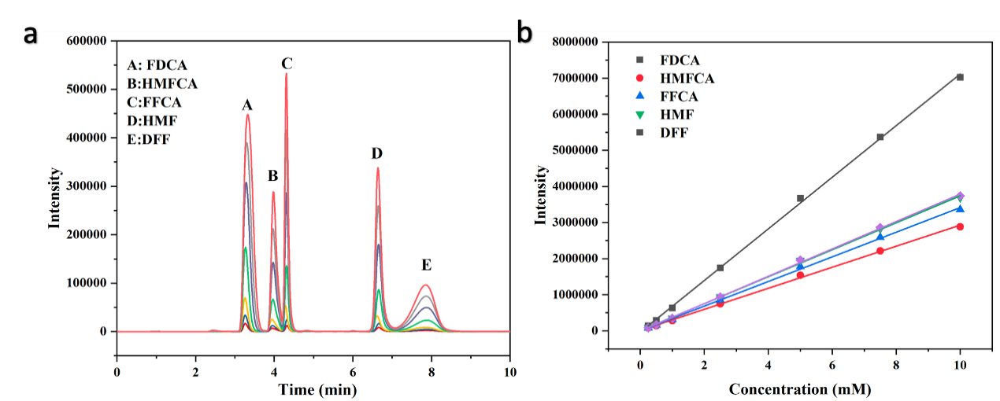 a
600000
500000
400000
300000
200000
100000
0
Intensity
A: FDCA
B:HMFCA
C:FFCA
D:HMF
E:DFF
A
B
C
D
E
0 2 4 6 8 10
Time (min)
b
8000000
7000000
6000000
5000000
4000000
3000000
2000000
1000000
0
Intensity
FDCA
HMFCA
FFCA
HMF
DFF
0 2 4 6 8 10
Concentration (mM)